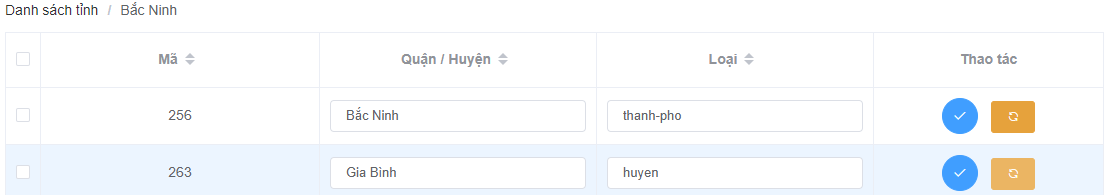 Danh sách tỉnh / Bắc Ninh
Mã Quận / Huyện Loại Thao tác
256 Bắc Ninh thanh-pho
263 Gia Bình huyen